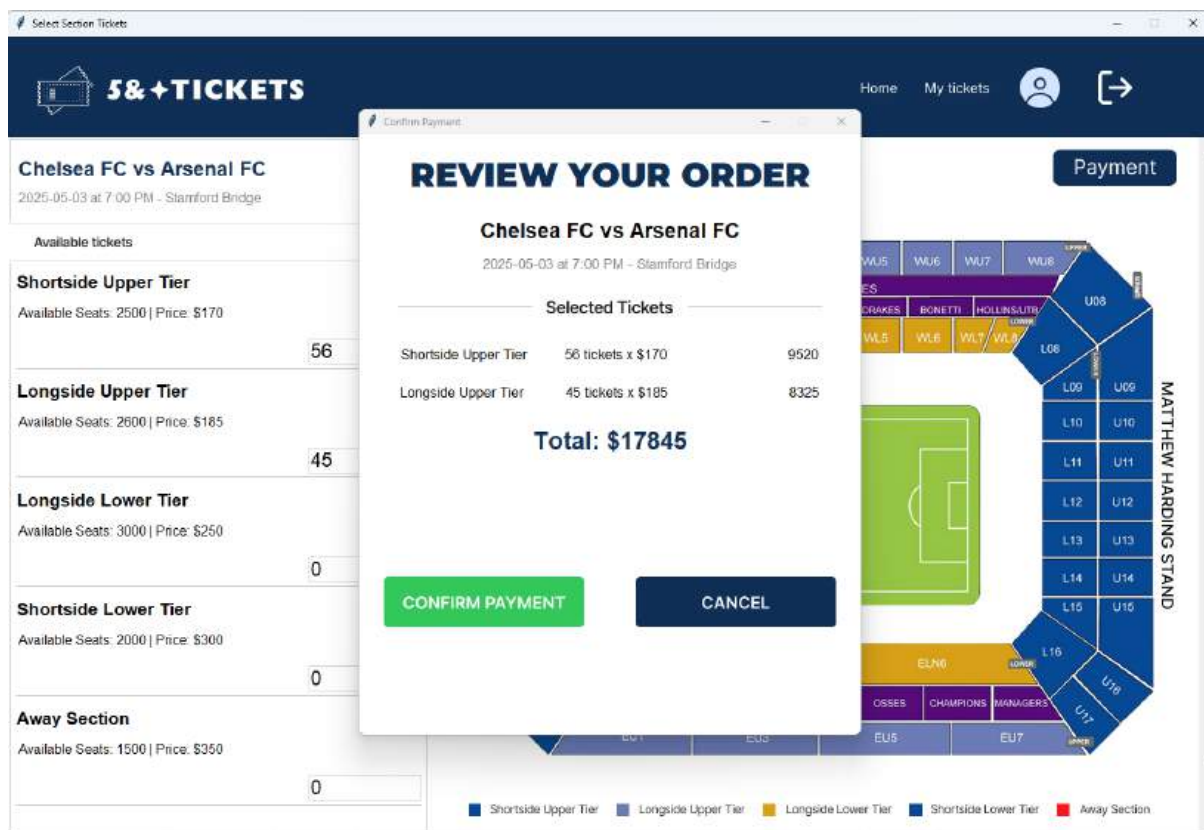 Select Section Tickets
5&+TICKETS
Home
My tickets
Chelsea FC vs Arsenal FC
2025-05-03 at 7:00 PM - Stamford Bridge
Payment
Available tickets
Shortside Upper Tier
Available Seats: 2500 | Price: $170
56
Longside Upper Tier
Available Seats: 2600 | Price: $185
45
Longside Lower Tier
Available Seats: 3000 | Price: $250
0
Shortside Lower Tier
Available Seats: 2000 | Price: $300
0
Away Section
Available Seats: 1500 | Price: $350
0
Confirm Payment
REVIEW YOUR ORDER
Chelsea FC vs Arsenal FC
2025-05-03 at 7:00 PM - Stamford Bridge
Selected Tickets
Shortside Upper Tier 56 tickets x $170 9520
Longside Upper Tier 45 tickets x $185 8325
Total: $17845
CONFIRM PAYMENT
CANCEL
WU5 WU6 WU7 WU8
UPPER
ES
DRAKES BONETTI HOLLINS/UTB
LOWER
WL5 WL6 WL7 WL8
U08
L08
L09 U09
L10 U10
L11 U11
L12 U12
L13 U13
L14 U14
L15 U15
L16
U16
U17
MATTHEW HARDING STAND
ELN6
LOWER
OSSES CHAMPIONS MANAGERS
EU1 EU3 EU5 EU7
UPPER
Shortside Upper Tier
Longside Upper Tier
Longside Lower Tier
Shortside Lower Tier
Away Section